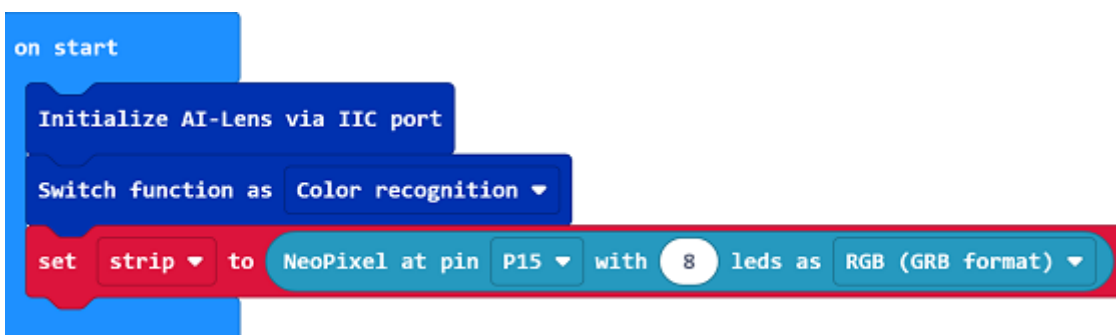 on start
Initialize AI-Lens via IIC port
Switch function as Color recognition
set strip to NeoPixel at pin P15 with 8 leds as RGB (GRB format)